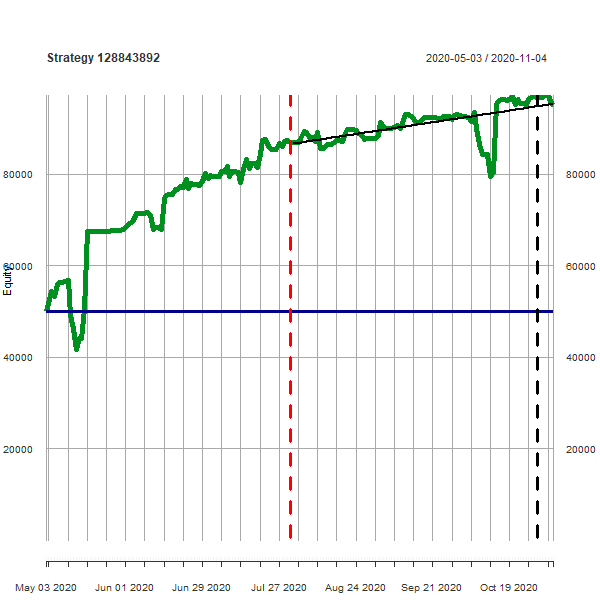 Strategy 128843892
2020-05-03 / 2020-11-04
80000
80000
60000
60000
Equity
40000
40000
20000
20000
May 03 2020
Jun 01 2020
Jun 29 2020
Jul 27 2020
Aug 24 2020
Sep 21 2020
Oct 19 2020